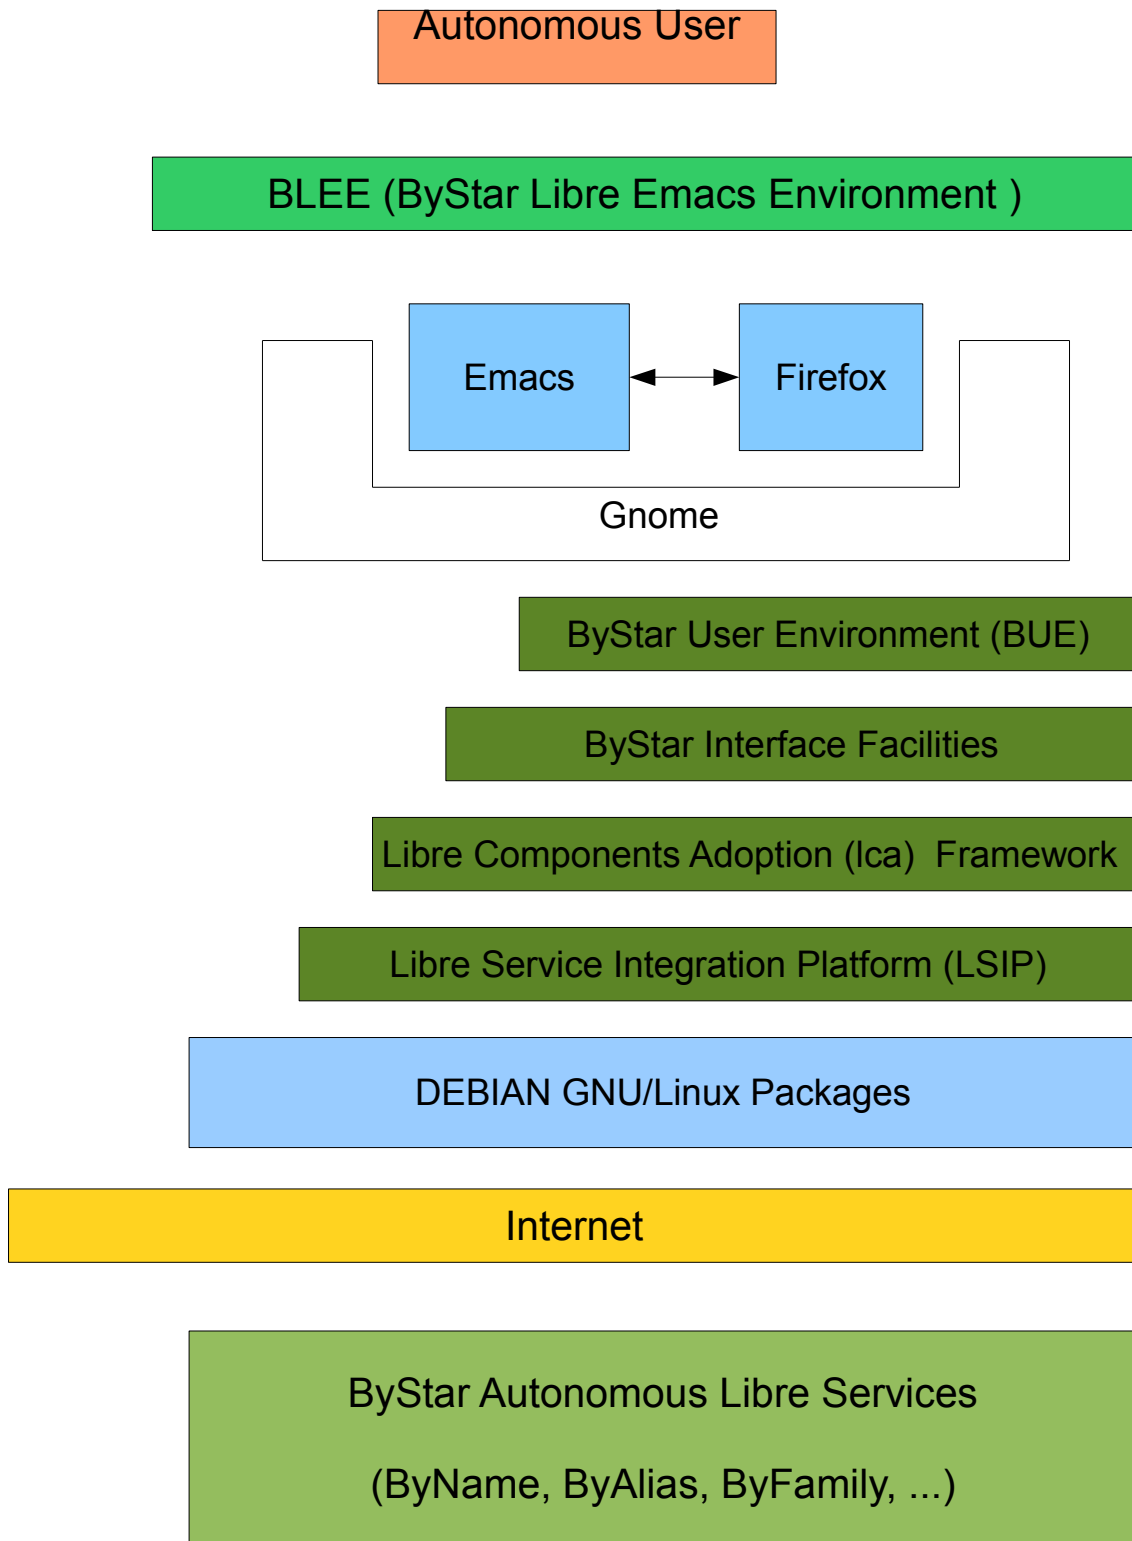 Autonomous User
BLEE (ByStar Libre Emacs Environment )
Emacs
Firefox
Gnome
ByStar User Environment (BUE)
ByStar Interface Facilities
Libre Components Adoption (lca)  Framework
Libre Service Integration Platform (LSIP)
DEBIAN GNU/Linux Packages
Internet
ByStar Autonomous Libre Services
(ByName, ByAlias, ByFamily, ...)